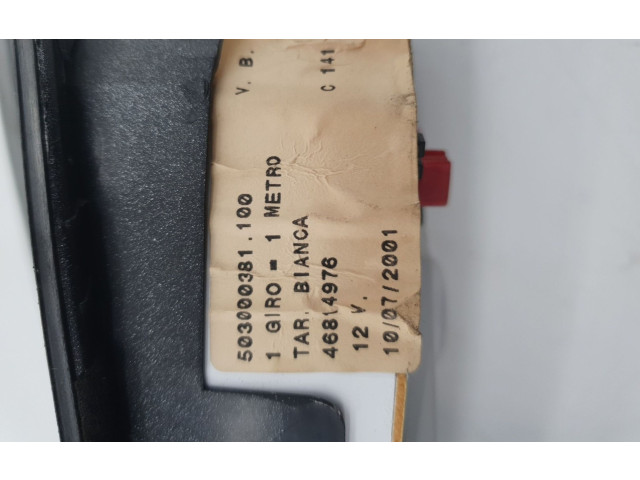 503000381.100 V. B.
1 GIRO = 1 METRO
TAR. BIANCA C 141
46814976
12 V.
10/07/2001